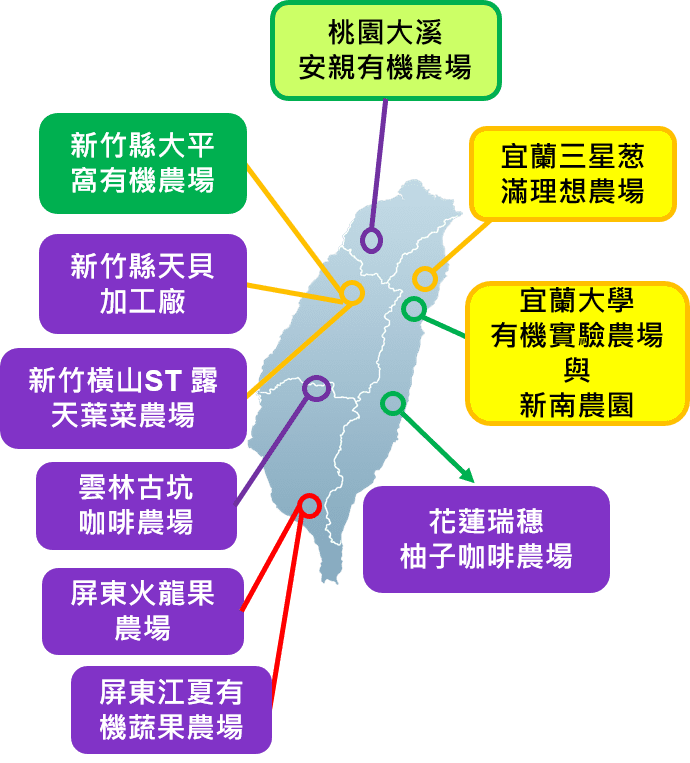 桃園大溪
安親有機農場
新竹縣大平
窩有機農場
宜蘭三星葱
滿理想農場
新竹縣天貝
加工廠
宜蘭大學
有機實驗農場
與
新南農園
新竹橫山ST 露
天葉菜農場
雲林古坑
咖啡農場
花蓮瑞穗
柚子咖啡農場
屏東火龍果
農場
屏東江夏有
機蔬果農場